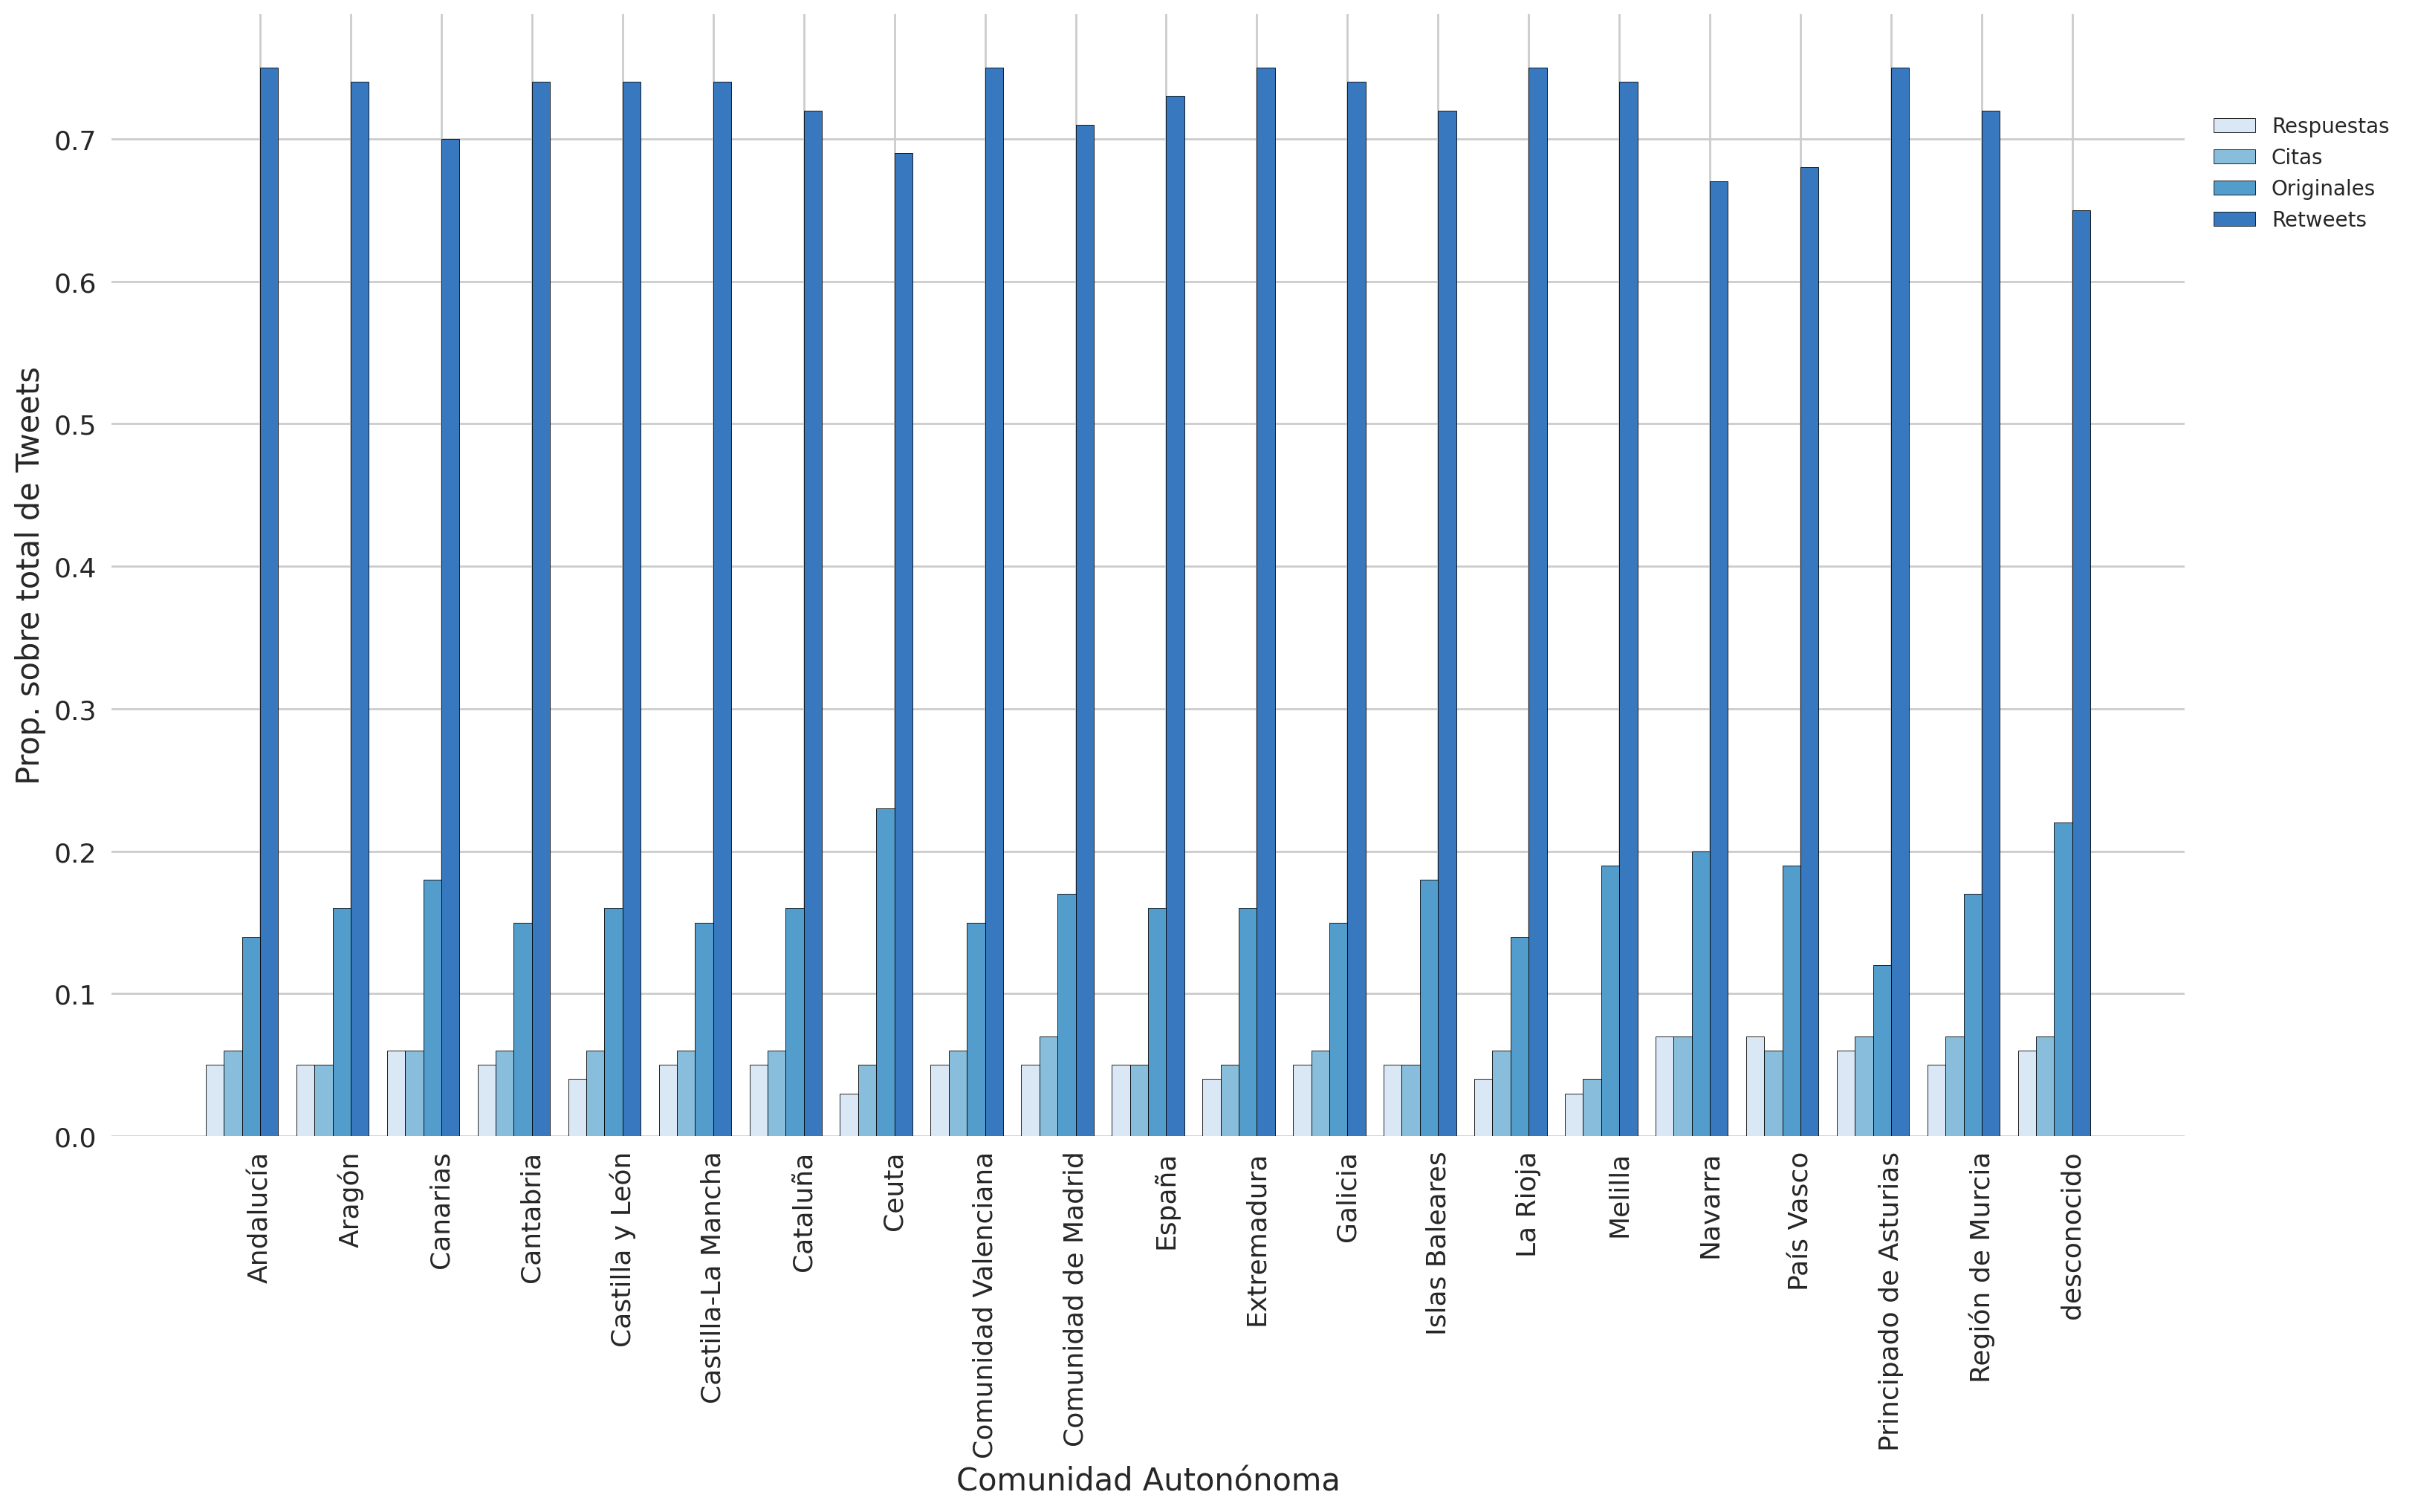 Prop. sobre total de Tweets
0.7
0.6
0.5
0.4
0.3
0.2
0.1
0.0
Respuestas
Citas
Originales
Retweets
Andalucía
Aragón
Canarias
Cantabria
Castilla y León
Castilla-La Mancha
Cataluña
Ceuta
Comunidad Valenciana
Comunidad de Madrid
España
Extremadura
Galicia
Islas Baleares
La Rioja
Melilla
Navarra
País Vasco
Principado de Asturias
Región de Murcia
desconocido
Comunidad Autonónoma